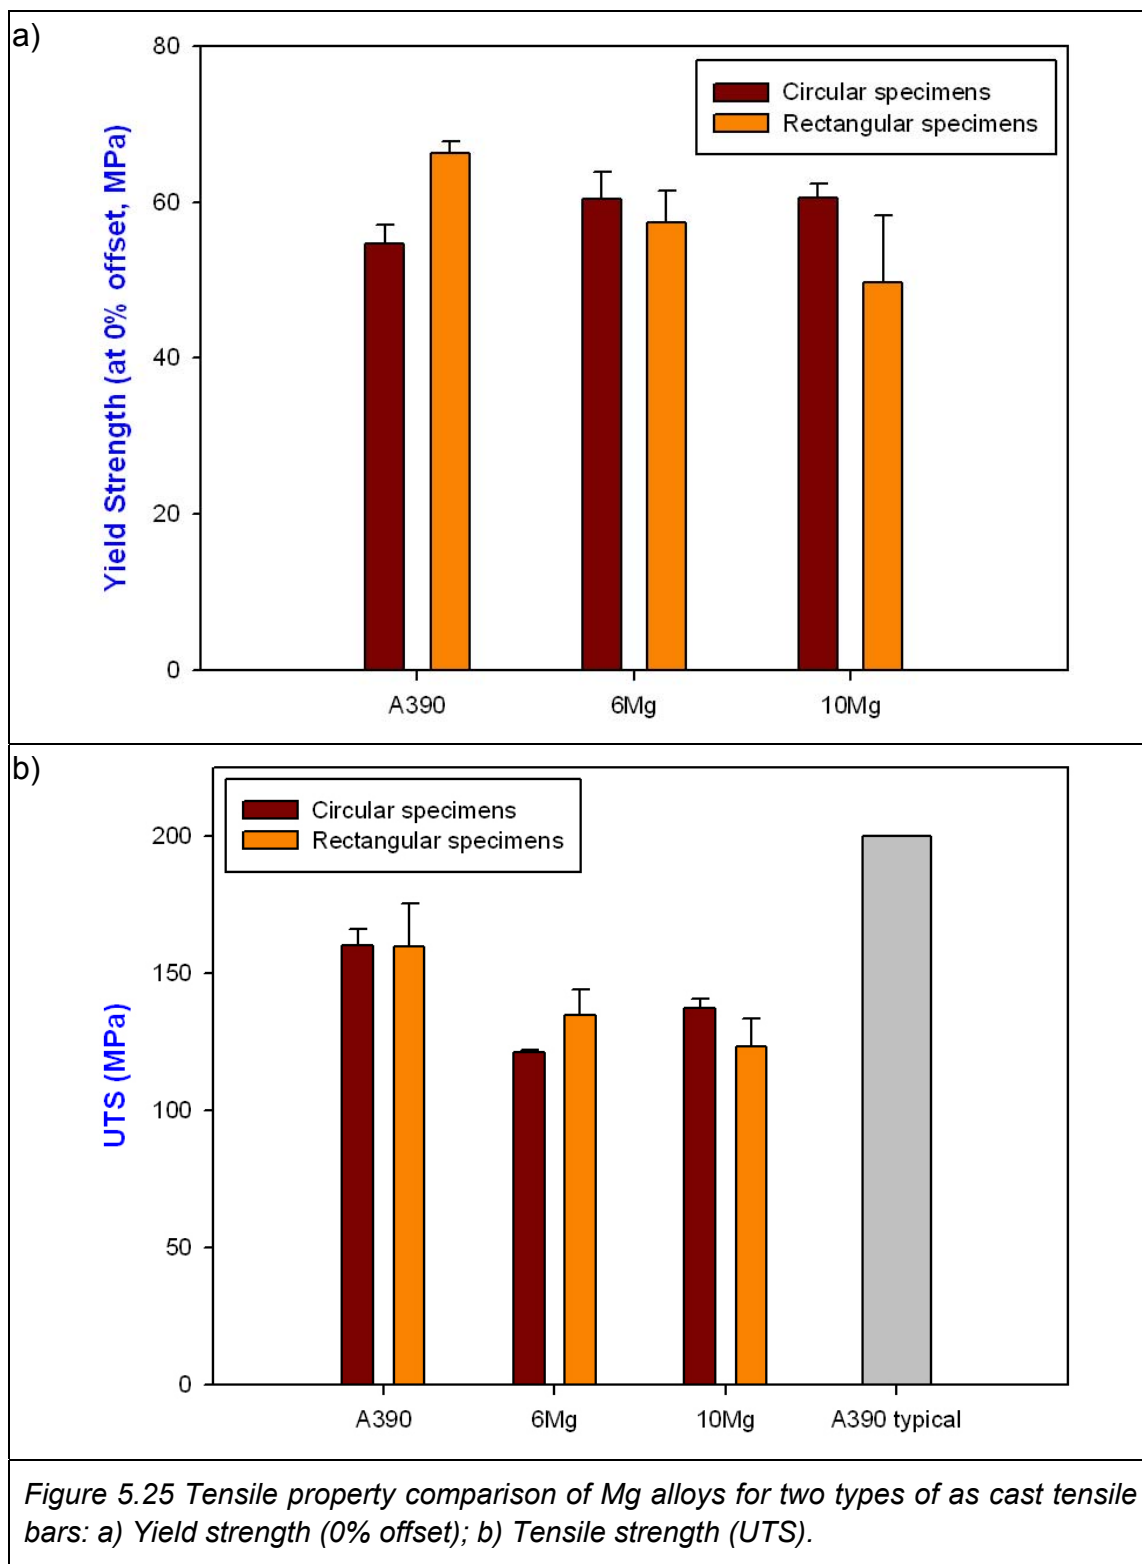 a)
80
60
40
20
0
Yield Strength (at 0% offset, MPa)
Circular specimens
Rectangular specimens
A390 6Mg 10Mg
b)
200
150
100
50
0
UTS (MPa)
Circular specimens
Rectangular specimens
A390 6Mg 10Mg A390 typical
Figure 5.25 Tensile property comparison of Mg alloys for two types of as cast tensile
bars: a) Yield strength (0% offset); b) Tensile strength (UTS).